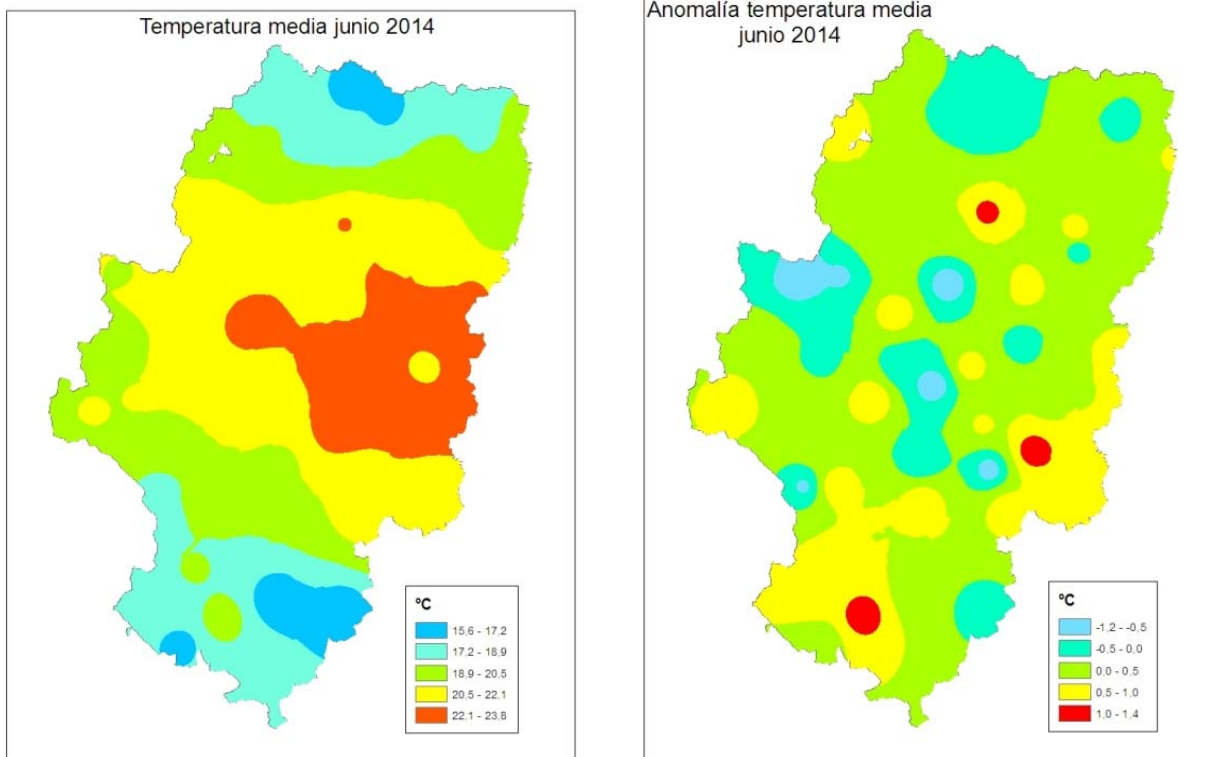 Temperatura media junio 2014
ºC
15,6 - 17,2
17,2 - 18,9
18,9 - 20,5
20,5 - 22,1
22,1 - 23,8
Anomalía temperatura media
junio 2014
ºC
-1,2 - -0,5
-0,5 - 0,0
0,0 - 0,5
0,5 - 1,0
1,0 - 1,4